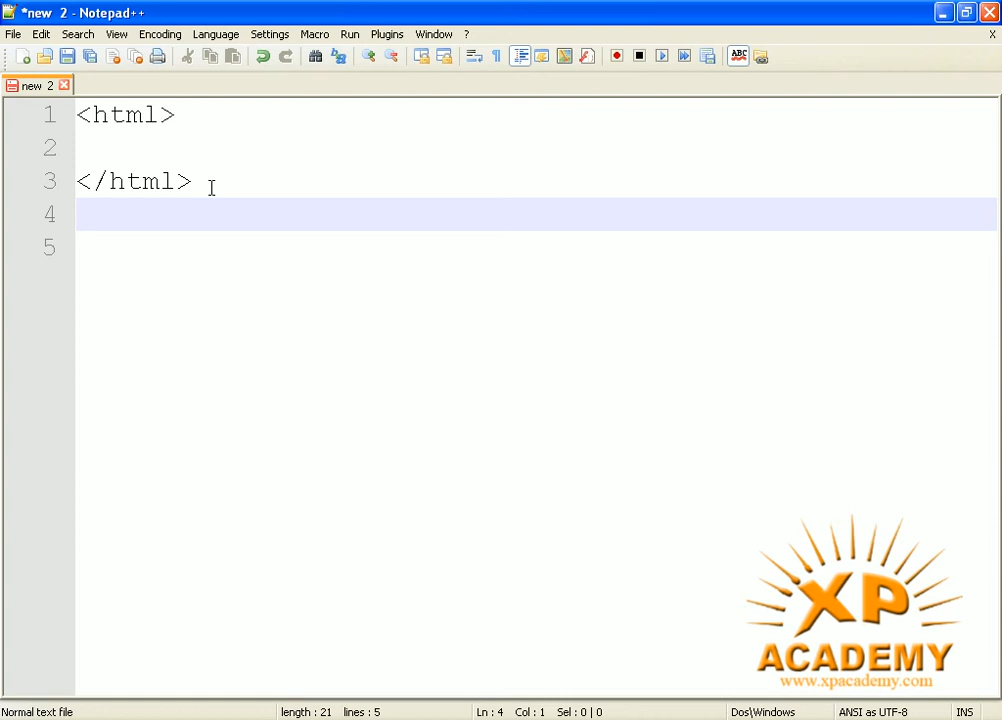 *new 2 - Notepad++
File Edit Search View Encoding Language Settings Macro Run Plugins Window ? X
ABC
new 2
1 <html>
2
3 </html>
4
5
XP
ACADEMY
www.xpacademy.com
Normal text file length : 21 lines : 5 Ln : 4 Col : 1 Sel : 0 | 0 Dos\Windows ANSI as UTF-8 INS